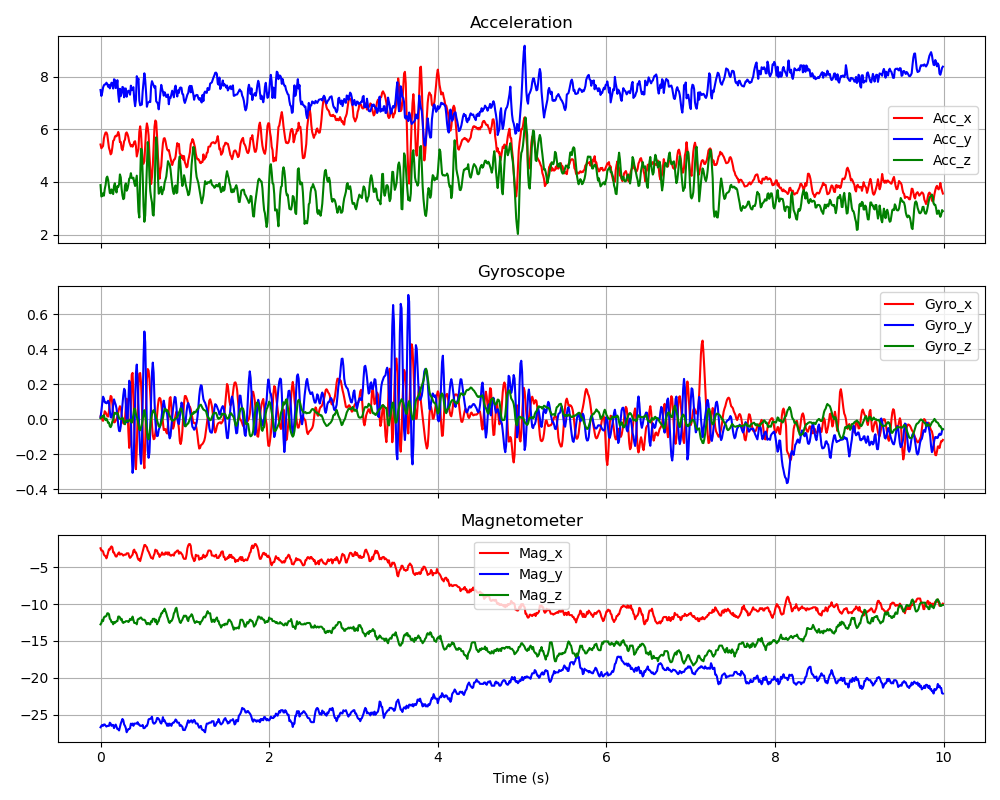 Acceleration
8
6
4
2
Acc_x
Acc_y
Acc_z
Gyroscope
0.6
0.4
0.2
0.0
−0.2
−0.4
Gyro_x
Gyro_y
Gyro_z
Magnetometer
−5
−10
−15
−20
−25
Mag_x
Mag_y
Mag_z
0 2 4 6 8 10
Time (s)